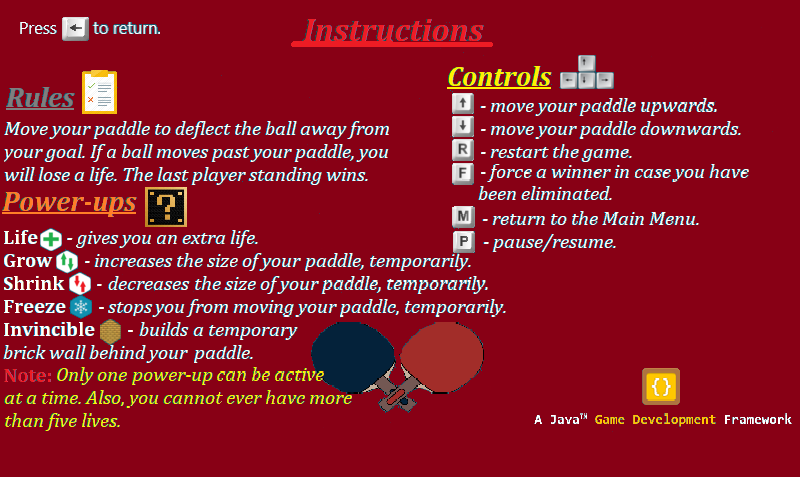 Press ← to return.
Instructions
Rules
Move your paddle to deflect the ball away from
your goal. If a ball moves past your paddle, you
will lose a life. The last player standing wins.
Power-ups
?
Life - gives you an extra life.
Grow - increases the size of your paddle, temporarily.
Shrink - decreases the size of your paddle, temporarily.
Freeze - stops you from moving your paddle, temporarily.
Invincible - builds a temporary
brick wall behind your paddle.
Note: Only one power-up can be active
at a time. Also, you cannot ever have more
than five lives.
Controls
↑ - move your paddle upwards.
↓ - move your paddle downwards.
R - restart the game.
F - force a winner in case you have
been eliminated.
M - return to the Main Menu.
P - pause/resume.
{}
A Java™ Game Development Framework